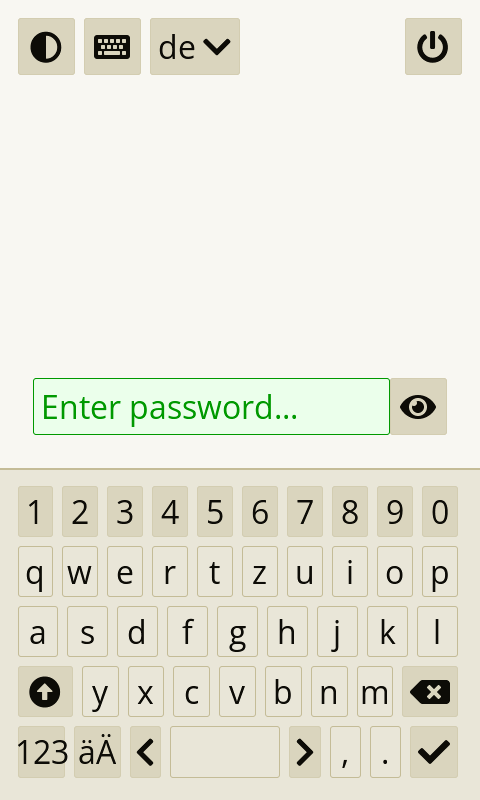 de
Enter password...
1 2 3 4 5 6 7 8 9 0
q w e r t z u i o p
a s d f g h j k l
y x c v b n m
123 äÄ , .